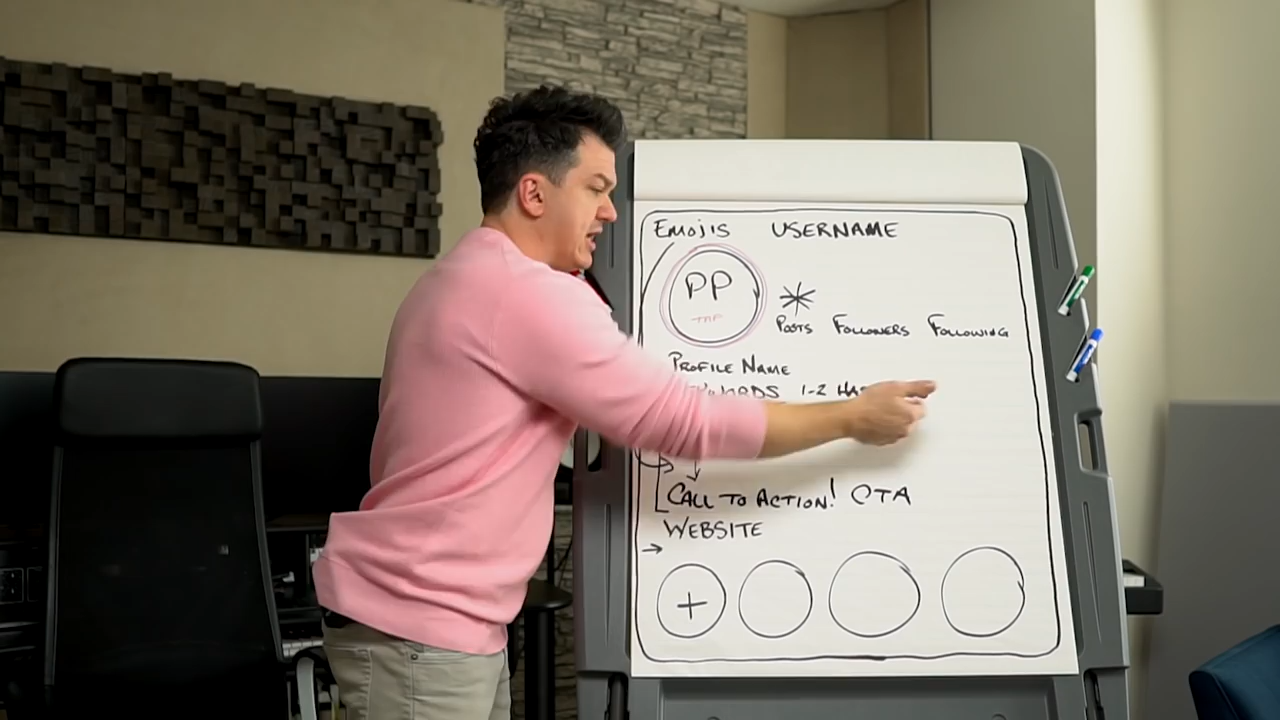 EMOJIS USERNAME
PP
POSTS FOLLOWERS FOLLOWING
PROFILE NAME
1-2
CALL TO ACTION! CTA
WEBSITE